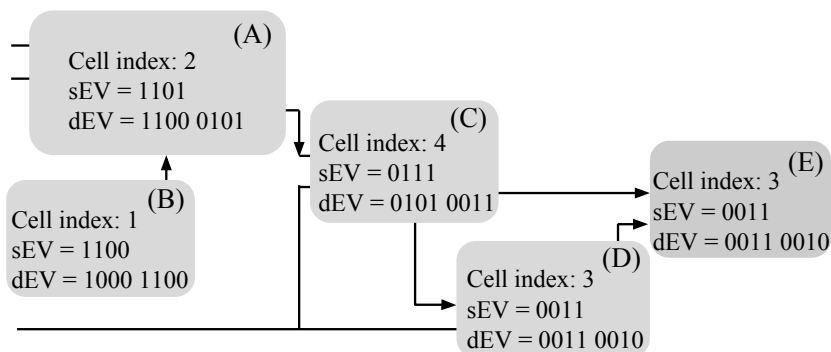 (A)
Cell index: 2
sEV = 1101
dEV = 1100 0101
(B)
Cell index: 1
sEV = 1100
dEV = 1000 1100
(C)
Cell index: 4
sEV = 0111
dEV = 0101 0011
(D)
Cell index: 3
sEV = 0011
dEV = 0011 0010
(E)
Cell index: 3
sEV = 0011
dEV = 0011 0010